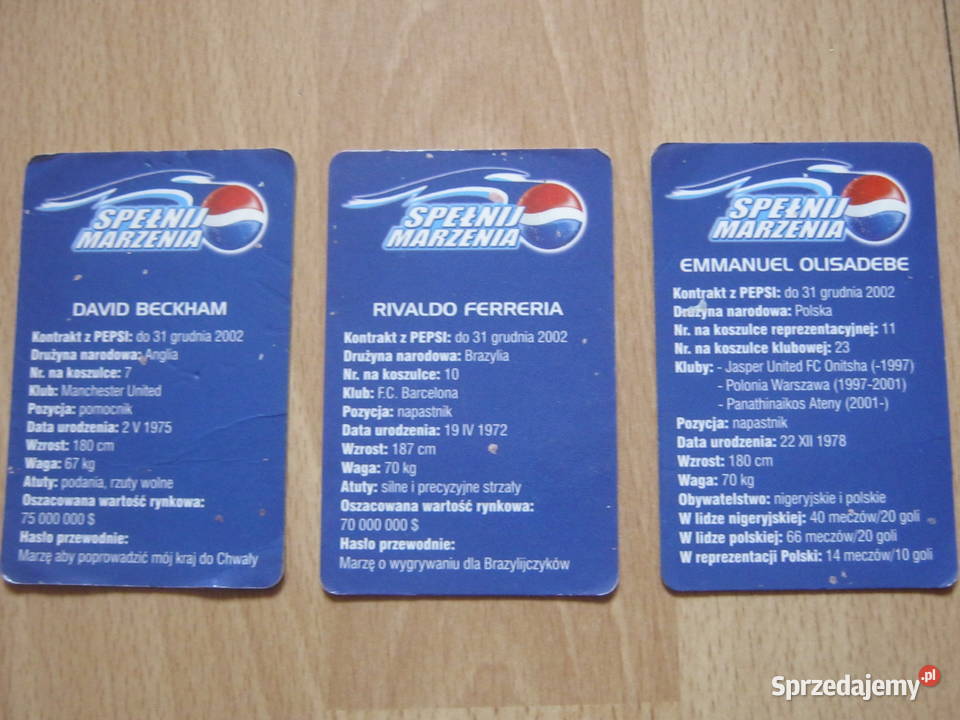 SPEŁNIJ
MARZENIA
DAVID BECKHAM
Kontrakt z PEPSI: do 31 grudnia 2002
Drużyna narodowa: Anglia
Nr. na koszulce: 7
Klub: Manchester United
Pozycja: pomocnik
Data urodzenia: 2 V 1975
Wzrost: 180 cm
Waga: 67 kg
Atuty: podania, rzuty wolne
Oszacowana wartość rynkowa:
75 000 000 $
Hasło przewodnie:
Marzę aby poprowadzić mój kraj do Chwały
SPEŁNIJ
MARZENIA
RIVALDO FERRERIA
Kontrakt z PEPSI: do 31 grudnia 2002
Drużyna narodowa: Brazylia
Nr. na koszulce: 10
Klub: F.C. Barcelona
Pozycja: napastnik
Data urodzenia: 19 IV 1972
Wzrost: 187 cm
Waga: 70 kg
Atuty: silne i precyzyjne strzały
Oszacowana wartość rynkowa:
70 000 000 $
Hasło przewodnie:
Marzę o wygrywaniu dla Brazylijczyków
SPEŁNIJ
MARZENIA
EMMANUEL OLISADEBE
Kontrakt z PEPSI: do 31 grudnia 2002
Drużyna narodowa: Polska
Nr. na koszulce reprezentacyjnej: 11
Nr. na koszulce klubowej: 23
Kluby: - Jasper United FC Onitsha (-1997)
- Polonia Warszawa (1997-2001)
- Panathinaikos Ateny (2001-)
Pozycja: napastnik
Data urodzenia: 22 XII 1978
Wzrost: 180 cm
Waga: 70 kg
Obywatelstwo: nigeryjskie i polskie
W lidze nigeryjskiej: 40 meczów/20 goli
W lidze polskiej: 66 meczów/20 goli
W reprezentacji Polski: 14 meczów/10 goli
Sprzedajemy.pl